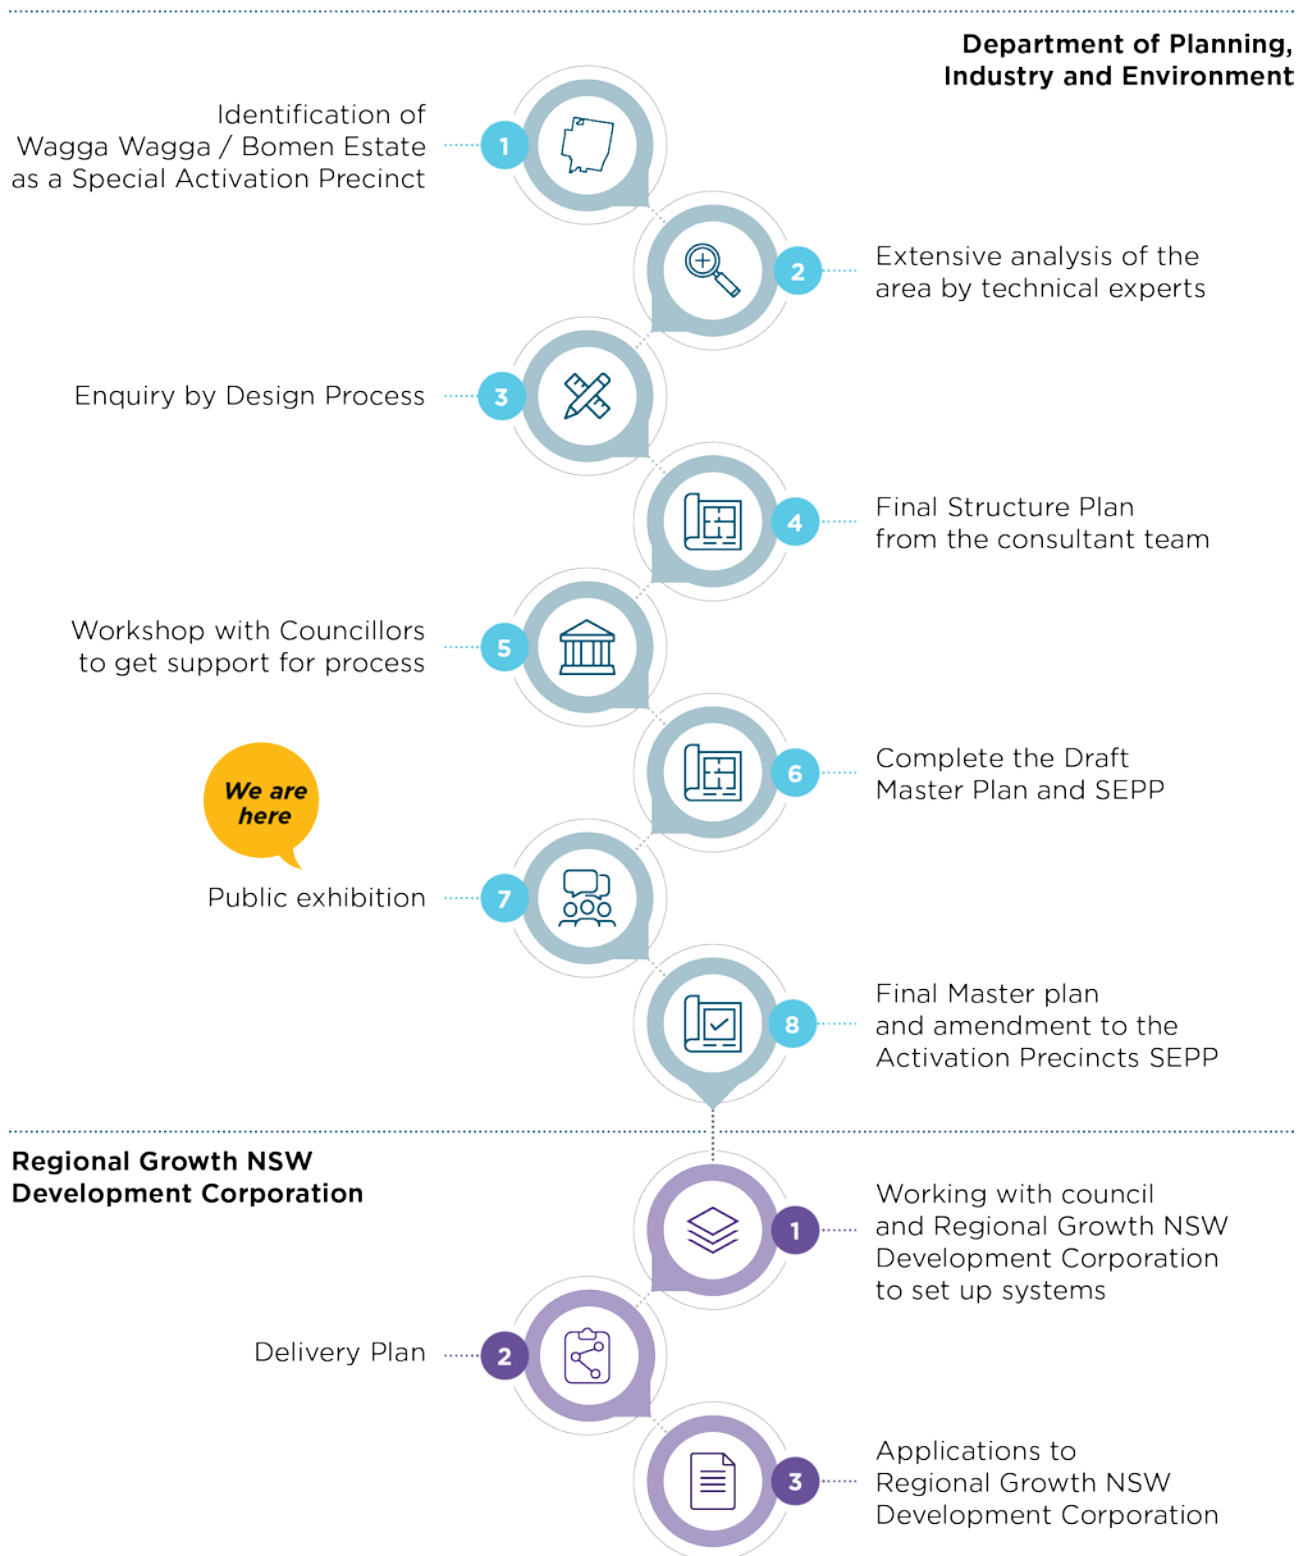 Department of Planning,
Industry and Environment
Identification of
Wagga Wagga / Bomen Estate
as a Special Activation Precinct
1
2
Extensive analysis of the
area by technical experts
Enquiry by Design Process
3
4
Final Structure Plan
from the consultant team
Workshop with Councillors
to get support for process
5
6
Complete the Draft
Master Plan and SEPP
We are
here
Public exhibition
7
8
Final Master plan
and amendment to the
Activation Precincts SEPP
Regional Growth NSW
Development Corporation
1
Working with council
and Regional Growth NSW
Development Corporation
to set up systems
Delivery Plan
2
3
Applications to
Regional Growth NSW
Development Corporation